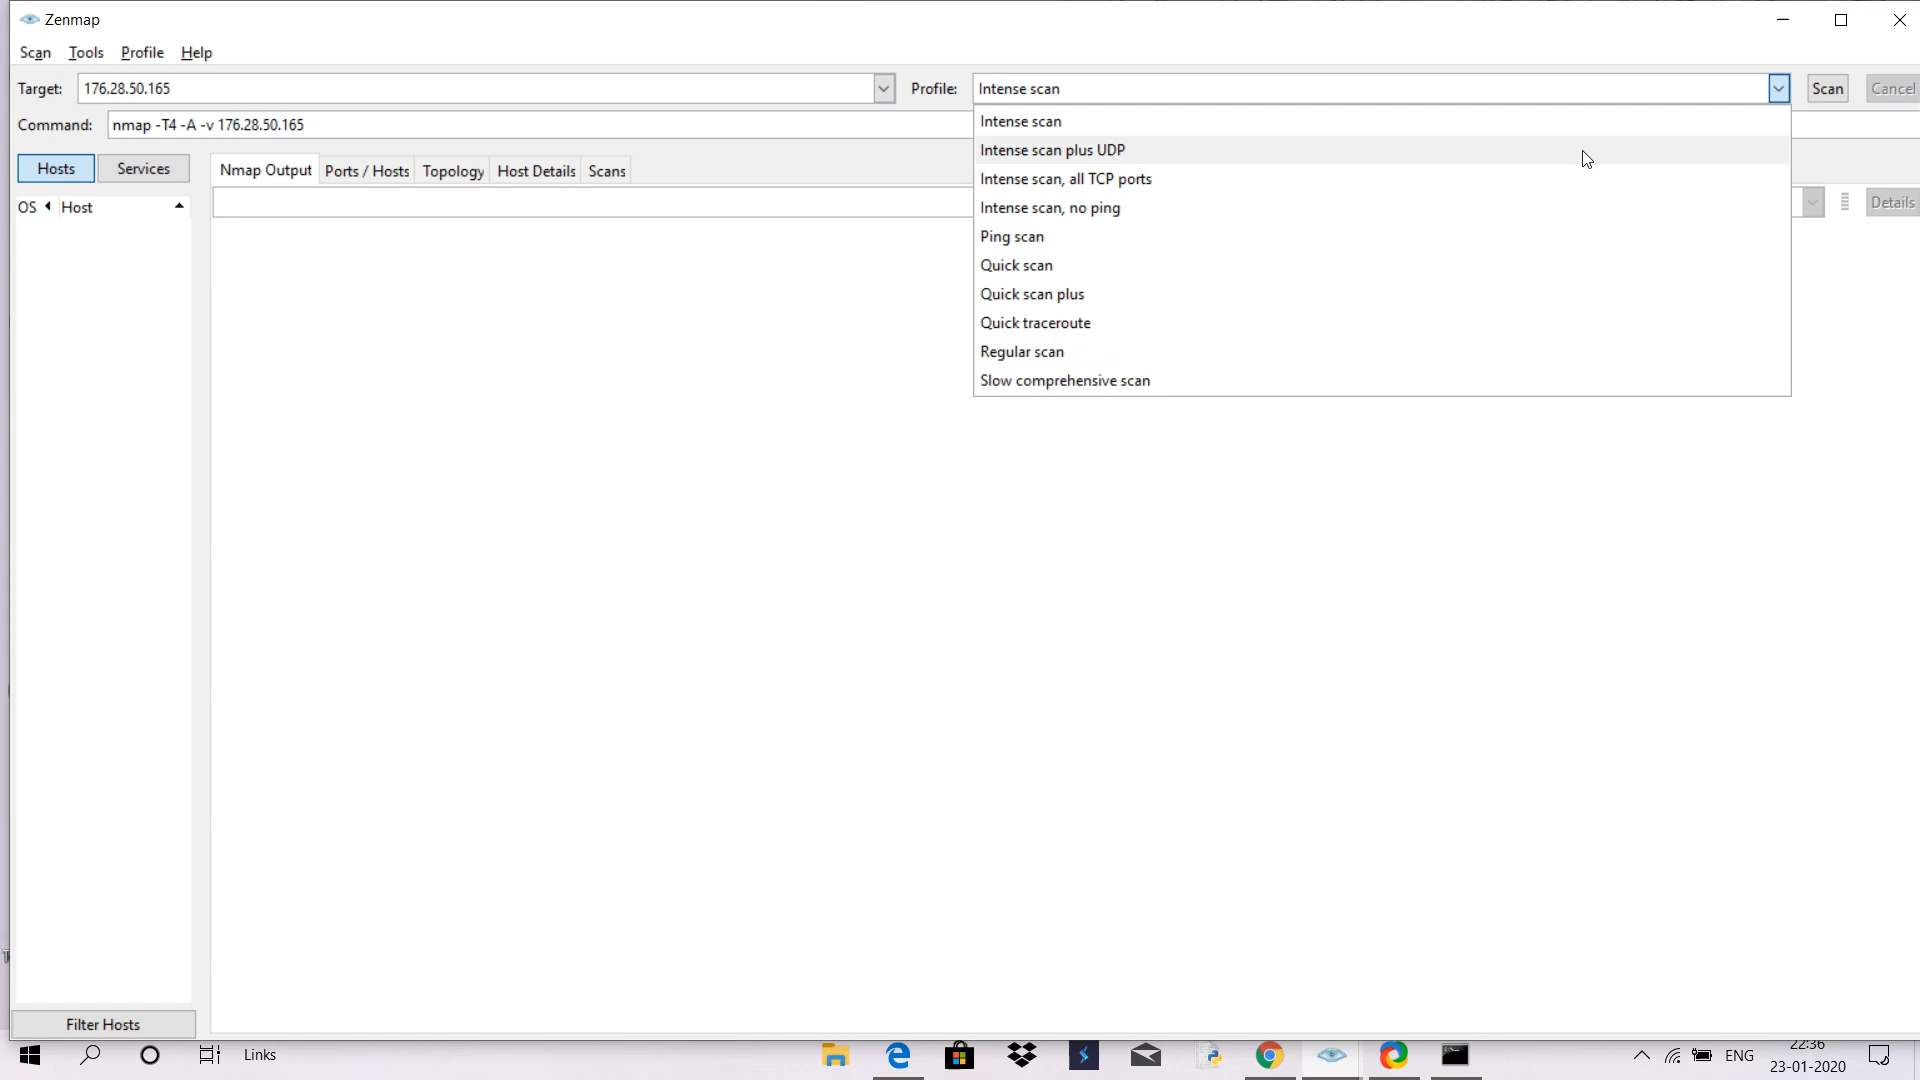 Zenmap
Scan Tools Profile Help
Target: 176.28.50.165 Profile: Intense scan Scan Cancel
Command: nmap -T4 -A -v 176.28.50.165
Intense scan
Intense scan plus UDP
Intense scan, all TCP ports
Intense scan, no ping
Ping scan
Quick scan
Quick scan plus
Quick traceroute
Regular scan
Slow comprehensive scan
Hosts Services Nmap Output Ports / Hosts Topology Host Details Scans
OS Host Details
Filter Hosts
Links ENG 22:36
23-01-2020